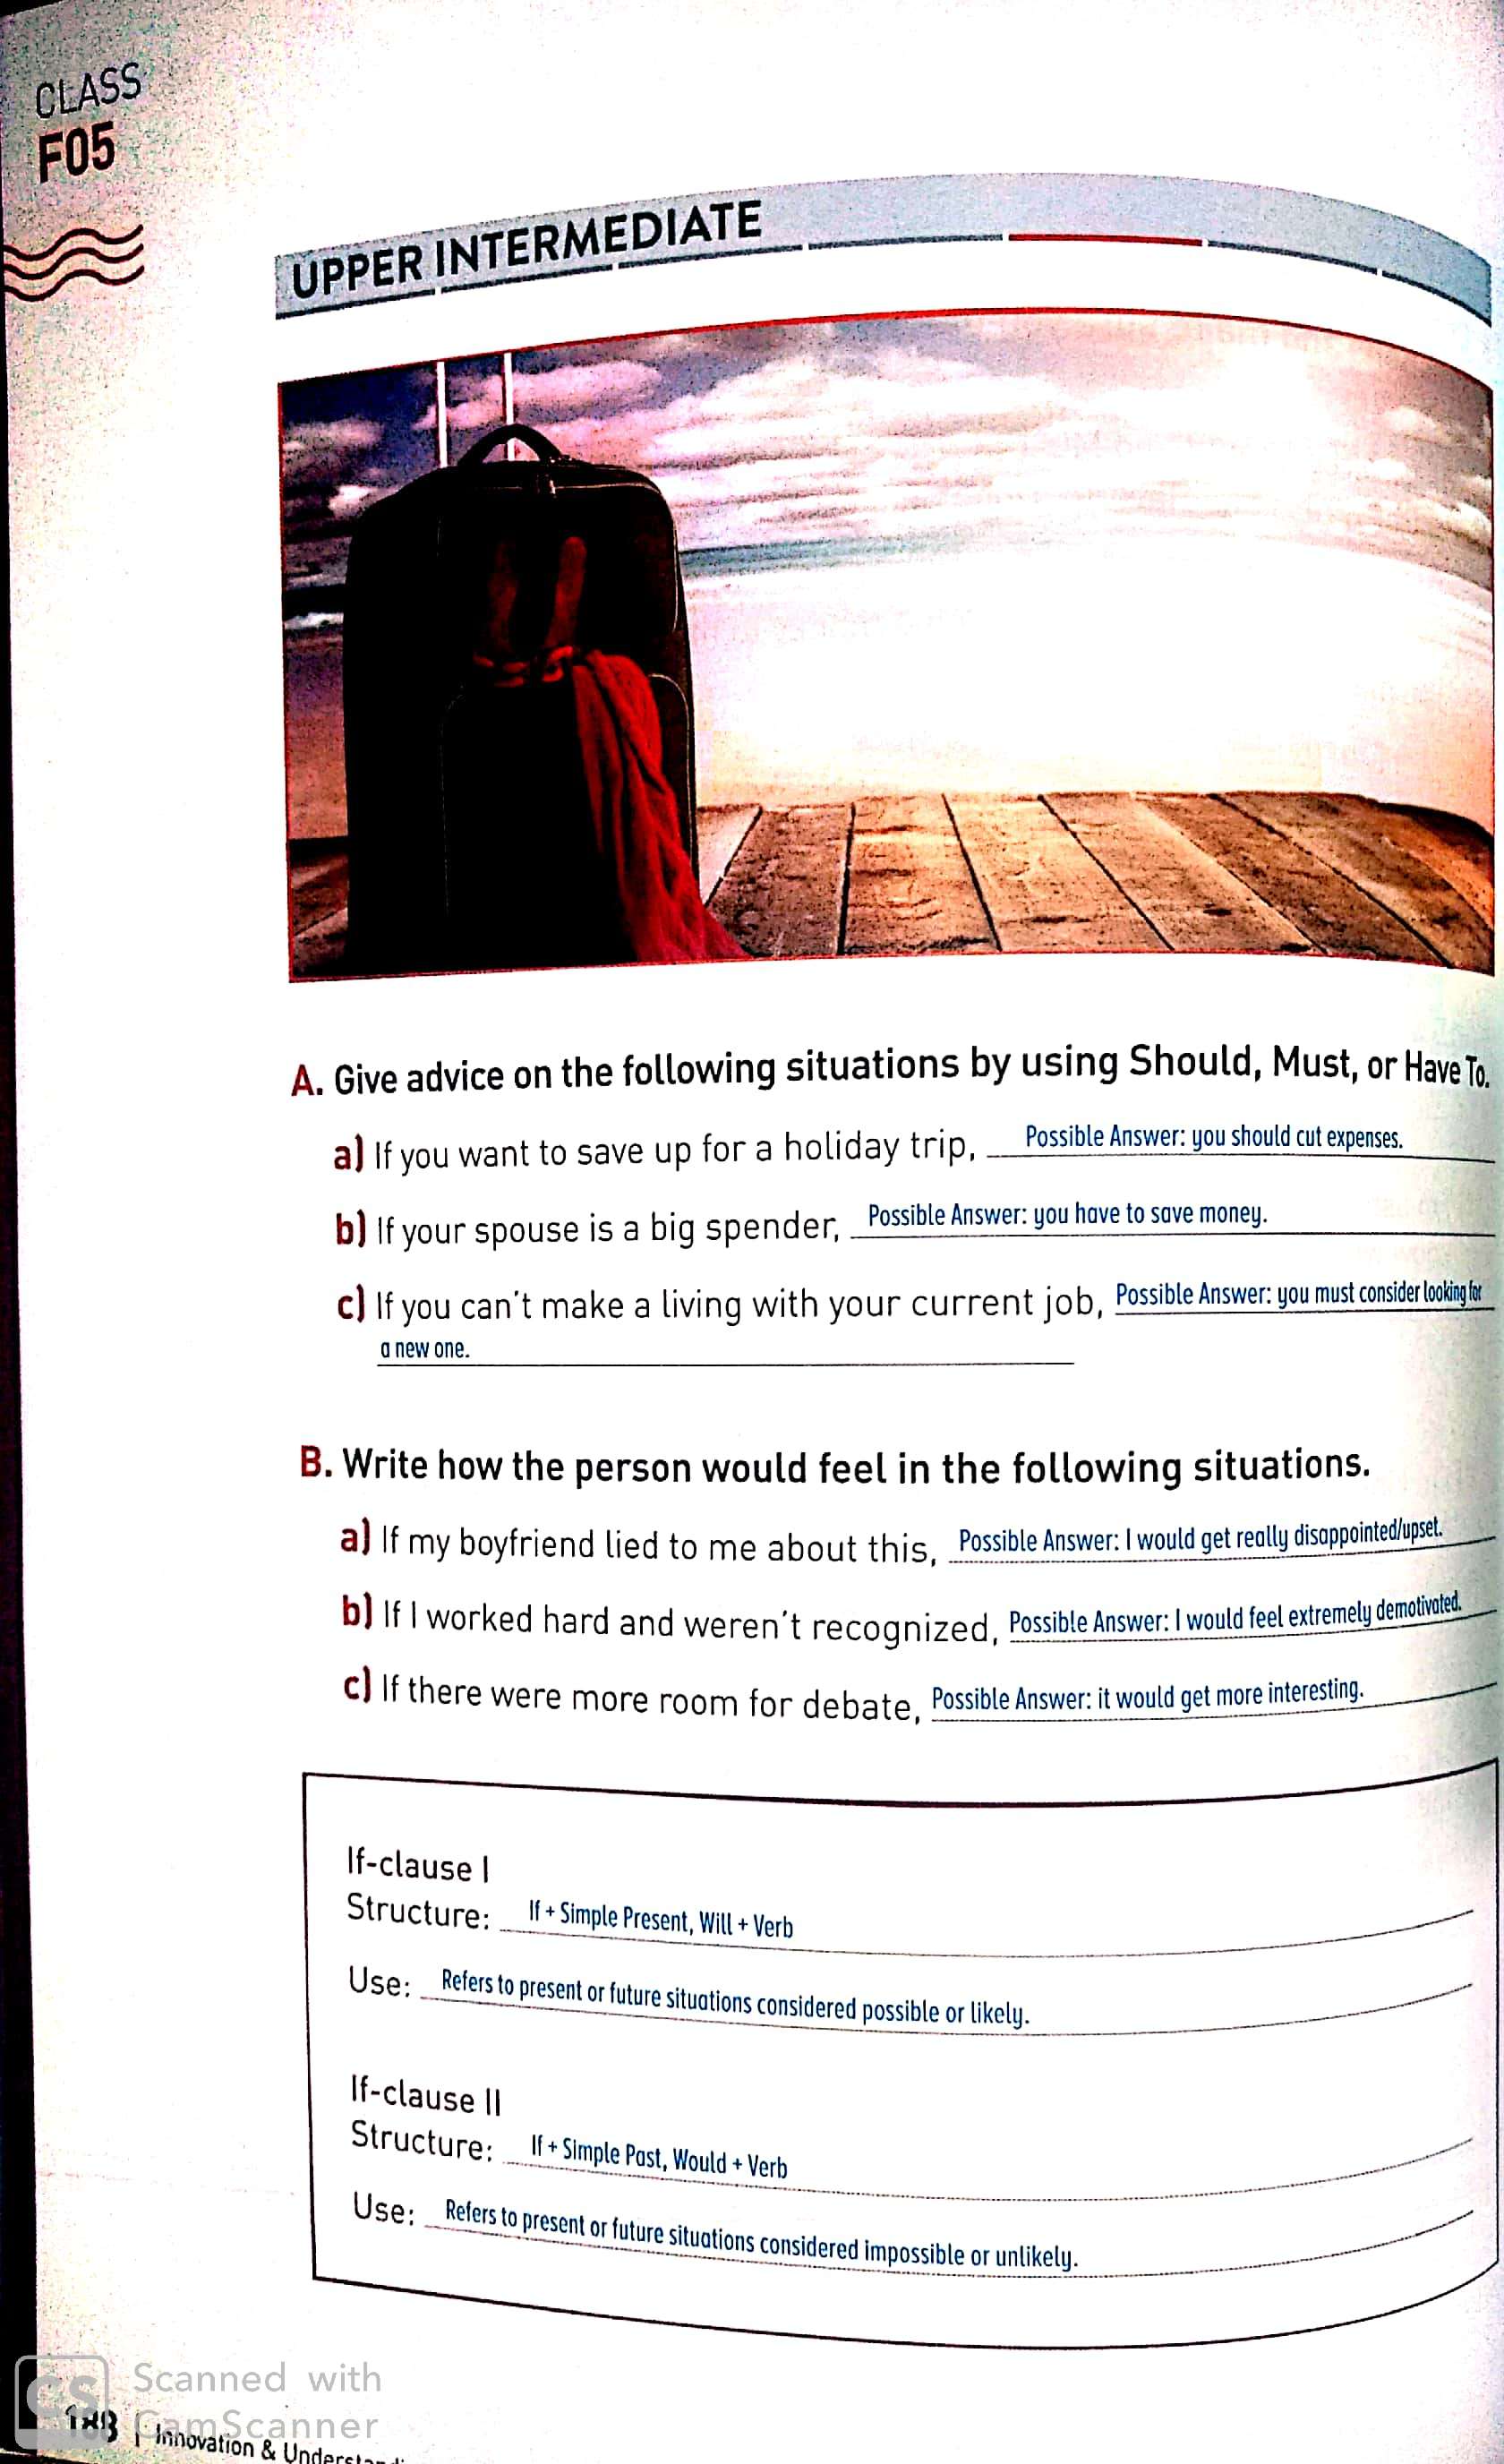 CLASS
F05
UPPER INTERMEDIATE
A. Give advice on the following situations by using Should, Must, or Have To.
a) If you want to save up for a holiday trip, Possible Answer: you should cut expenses.
b) If your spouse is a big spender, Possible Answer: you have to save money.
c) If you can't make a living with your current job, Possible Answer: you must consider looking for
a new one.
B. Write how the person would feel in the following situations.
a) If my boyfriend lied to me about this, Possible Answer: I would get really disappointed/upset.
b) If I worked hard and weren't recognized, Possible Answer: I would feel extremely demotivated.
c) If there were more room for debate, Possible Answer: it would get more interesting.
If-clause I
Structure: If + Simple Present, Will + Verb
Use: Refers to present or future situations considered possible or likely.
If-clause II
Structure: If + Simple Past, Would + Verb
Use: Refers to present or future situations considered impossible or unlikely.
CS Scanned with
CamScanner
| Innovation &